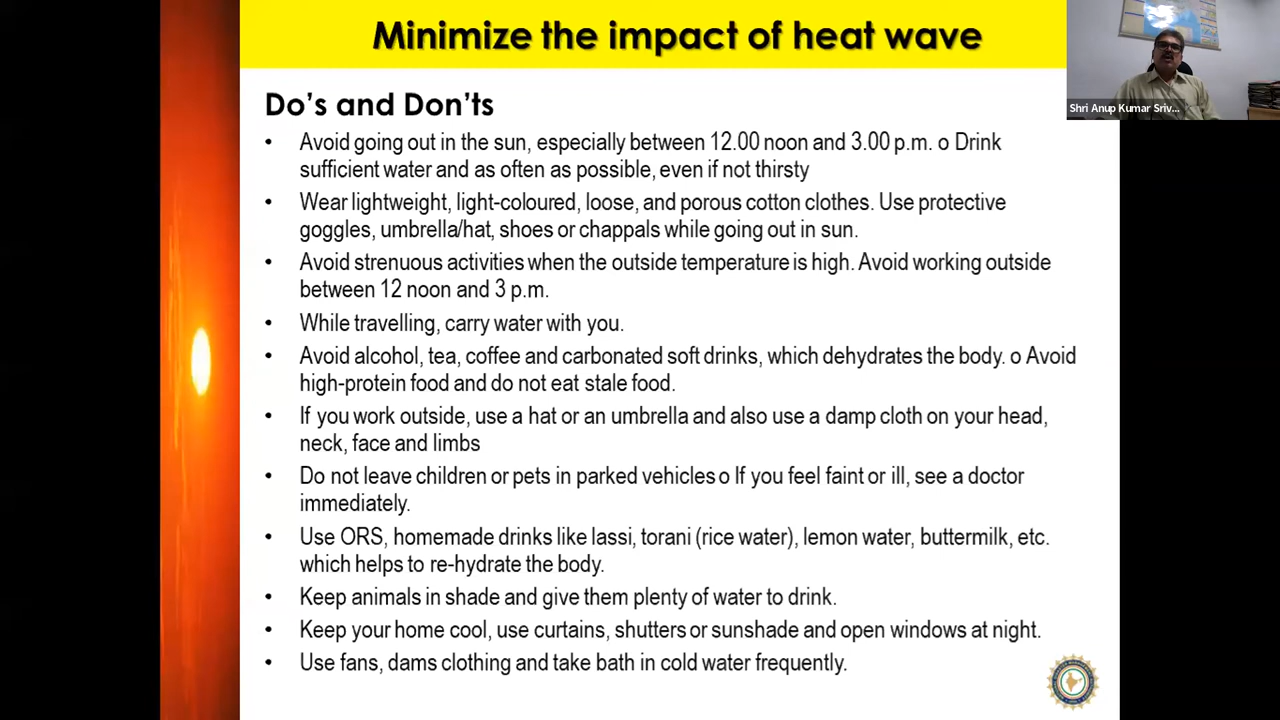 Minimize the impact of heat wave
Shri Anup Kumar Sriv...
Do's and Don'ts
• Avoid going out in the sun, especially between 12.00 noon and 3.00 p.m. o Drink
sufficient water and as often as possible, even if not thirsty
• Wear lightweight, light-coloured, loose, and porous cotton clothes. Use protective
goggles, umbrella/hat, shoes or chappals while going out in sun.
• Avoid strenuous activities when the outside temperature is high. Avoid working outside
between 12 noon and 3 p.m.
• While travelling, carry water with you.
• Avoid alcohol, tea, coffee and carbonated soft drinks, which dehydrates the body. o Avoid
high-protein food and do not eat stale food.
• If you work outside, use a hat or an umbrella and also use a damp cloth on your head,
neck, face and limbs
• Do not leave children or pets in parked vehicles o If you feel faint or ill, see a doctor
immediately.
• Use ORS, homemade drinks like lassi, torani (rice water), lemon water, buttermilk, etc.
which helps to re-hydrate the body.
• Keep animals in shade and give them plenty of water to drink.
• Keep your home cool, use curtains, shutters or sunshade and open windows at night.
• Use fans, dams clothing and take bath in cold water frequently.